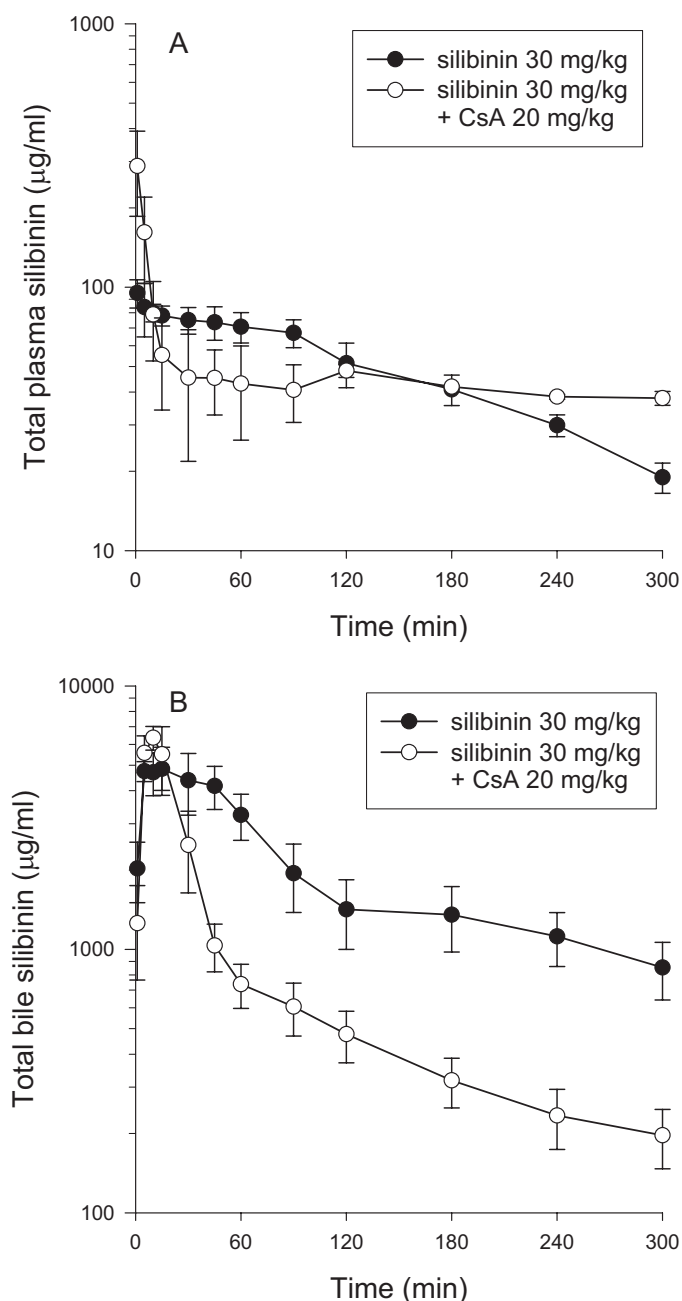 1000
A
silibinin 30 mg/kg
silibinin 30 mg/kg
+ CsA 20 mg/kg
Total plasma silibinin (µg/ml)
100
10
0 60 120 180 240 300
Time (min)
10000
B
silibinin 30 mg/kg
silibinin 30 mg/kg
+ CsA 20 mg/kg
Total bile silibinin (µg/ml)
1000
100
0 60 120 180 240 300
Time (min)